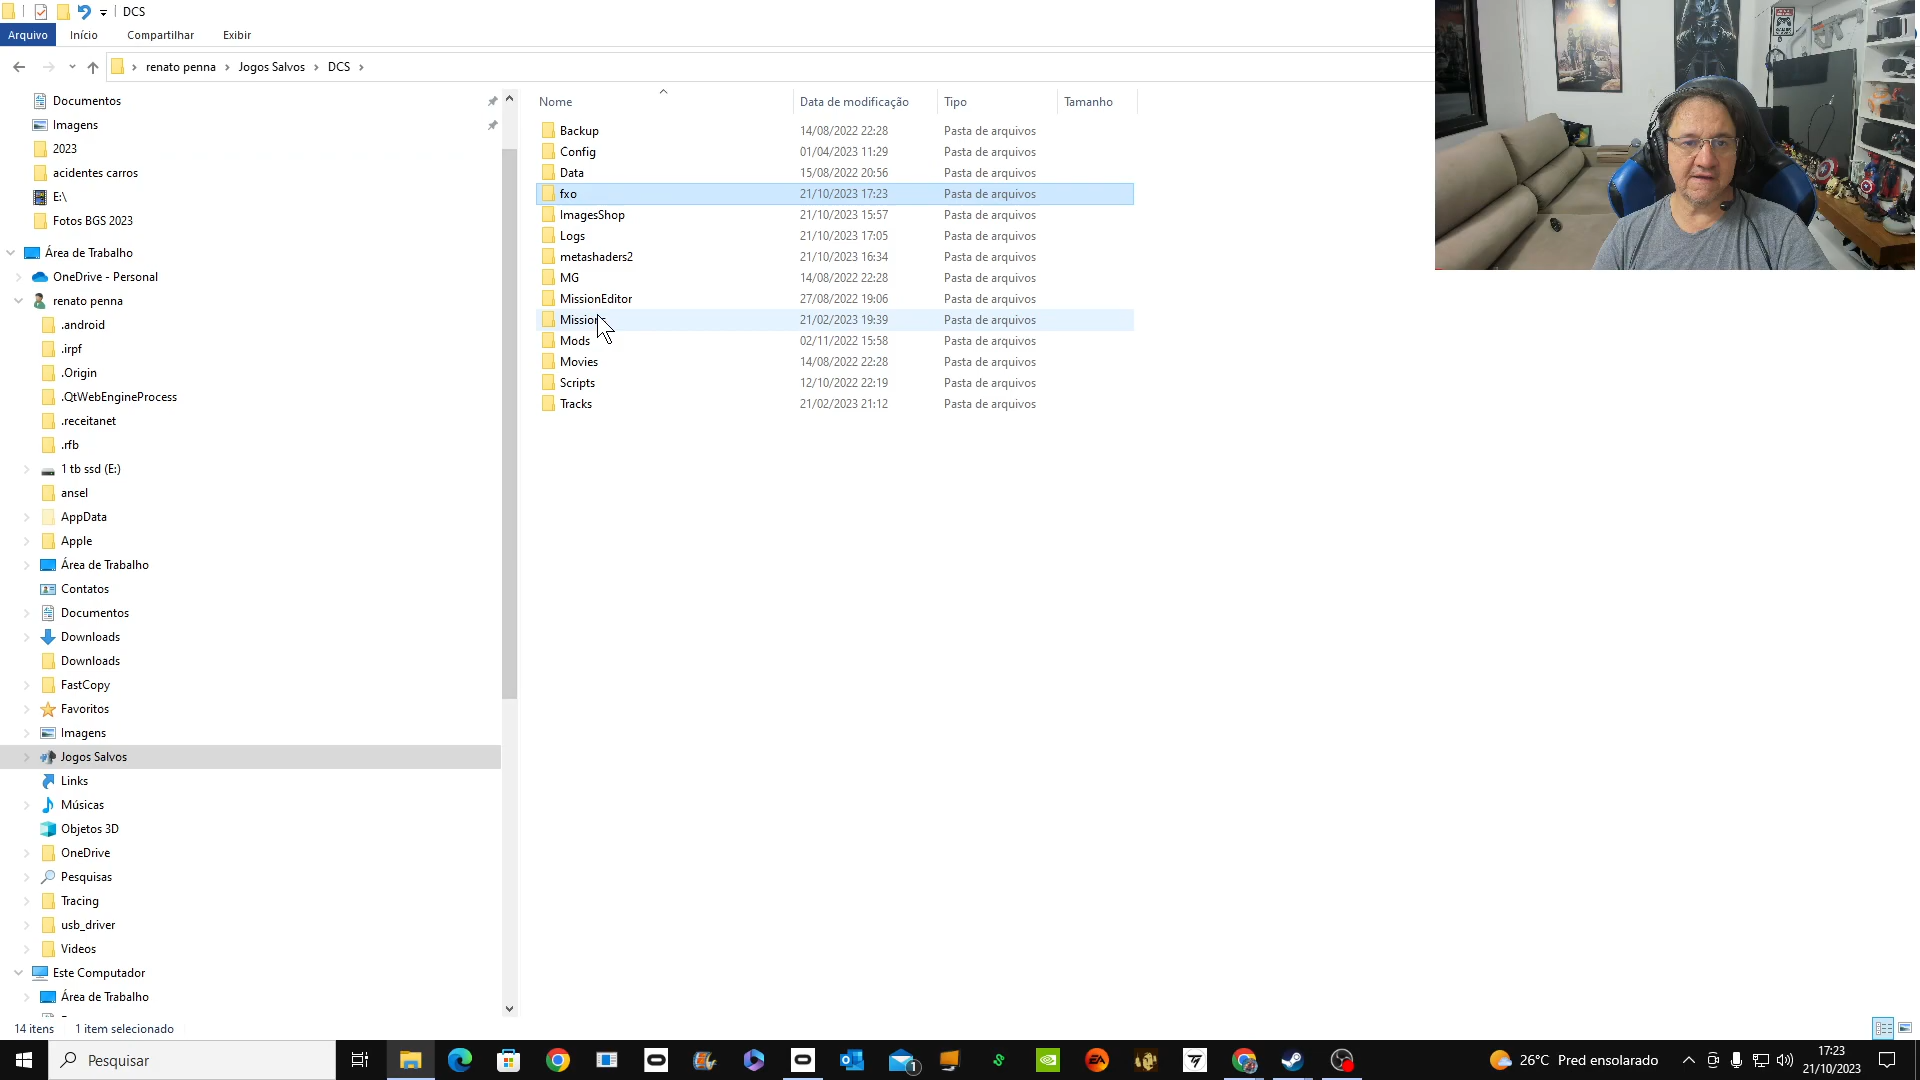 DCS
Arquivo Início Compartilhar Exibir
renato penna Jogos Salvos DCS
Documentos
Imagens
2023
acidentes carros
E:\
Fotos BGS 2023
Área de Trabalho
OneDrive - Personal
renato penna
.android
.irpf
.Origin
.QtWebEngineProcess
.receitanet
.rfb
1 tb ssd (E:)
ansel
AppData
Apple
Área de Trabalho
Contatos
Documentos
Downloads
Downloads
FastCopy
Favoritos
Imagens
Jogos Salvos
Links
Músicas
Objetos 3D
OneDrive
Pesquisas
Tracing
usb_driver
Videos
Este Computador
Área de Trabalho
Nome Data de modificação Tipo Tamanho
Backup 14/08/2022 22:28 Pasta de arquivos
Config 01/04/2023 11:29 Pasta de arquivos
Data 15/08/2022 20:56 Pasta de arquivos
fxo 21/10/2023 17:23 Pasta de arquivos
ImagesShop 21/10/2023 15:57 Pasta de arquivos
Logs 21/10/2023 17:05 Pasta de arquivos
metashaders2 21/10/2023 16:34 Pasta de arquivos
MG 14/08/2022 22:28 Pasta de arquivos
MissionEditor 27/08/2022 19:06 Pasta de arquivos
Missions 21/02/2023 19:39 Pasta de arquivos
Mods 02/11/2022 15:58 Pasta de arquivos
Movies 14/08/2022 22:28 Pasta de arquivos
Scripts 12/10/2022 22:19 Pasta de arquivos
Tracks 21/02/2023 21:12 Pasta de arquivos
14 itens 1 item selecionado
Pesquisar
EA
1
26°C Pred ensolarado
17:23
21/10/2023